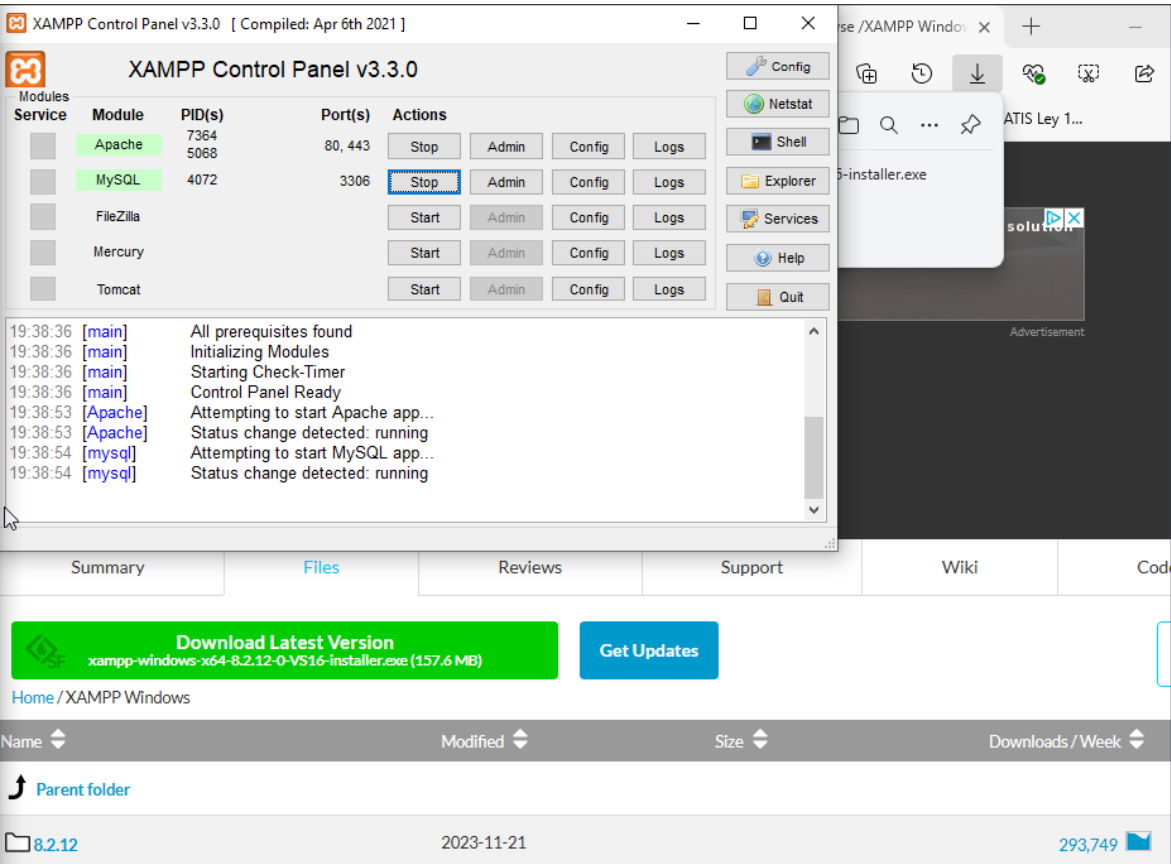 XAMPP Control Panel v3.3.0 [ Compiled: Apr 6th 2021 ]
XAMPP Control Panel v3.3.0
Config
Modules
Service Module PID(s) Port(s) Actions
Netstat
Apache 7364 5068 80, 443 Stop Admin Config Logs
Shell
MySQL 4072 3306 Stop Admin Config Logs
Explorer
FileZilla Start Admin Config Logs
Services
Mercury Start Admin Config Logs
Help
Tomcat Start Admin Config Logs
Quit
19:38:36 [main] All prerequisites found
19:38:36 [main] Initializing Modules
19:38:36 [main] Starting Check-Timer
19:38:36 [main] Control Panel Ready
19:38:53 [Apache] Attempting to start Apache app...
19:38:53 [Apache] Status change detected: running
19:38:54 [mysql] Attempting to start MySQL app...
19:38:54 [mysql] Status change detected: running
/XAMPP Window
ATIS Ley 1...
-installer.exe
solution
Advertisement
Summary Files Reviews Support Wiki Code
Download Latest Version
xampp-windows-x64-8.2.12-0-VS16-installer.exe (157.6 MB)
SF
Get Updates
Home / XAMPP Windows
Name Modified Size Downloads / Week
Parent folder
8.2.12 2023-11-21 293,749